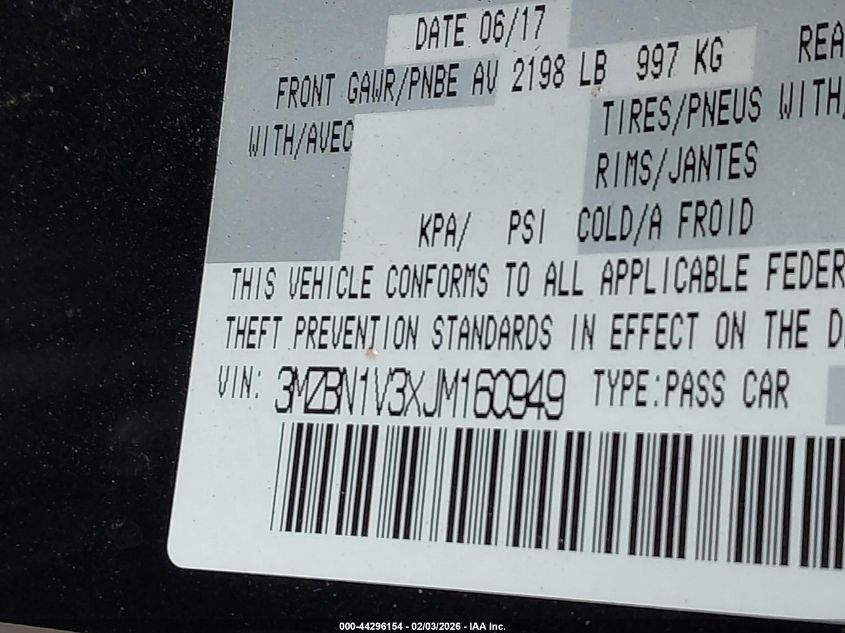 DATE 06/17
FRONT GAWR/PNBE AV 2198 LB 997 KG
WITH/AVEC
TIRES/PNEUS WITH/
RIMS/JANTES
KPA/ PSI COLD/A FROID
THIS VEHICLE CONFORMS TO ALL APPLICABLE
THEFT PREVENTION STANDARDS IN EFFECT ON THE
VIN: 3MZBN1V3XJM160949 TYPE:PASS CAR
000-44296154 - 02/03/2026 - IAA Inc.